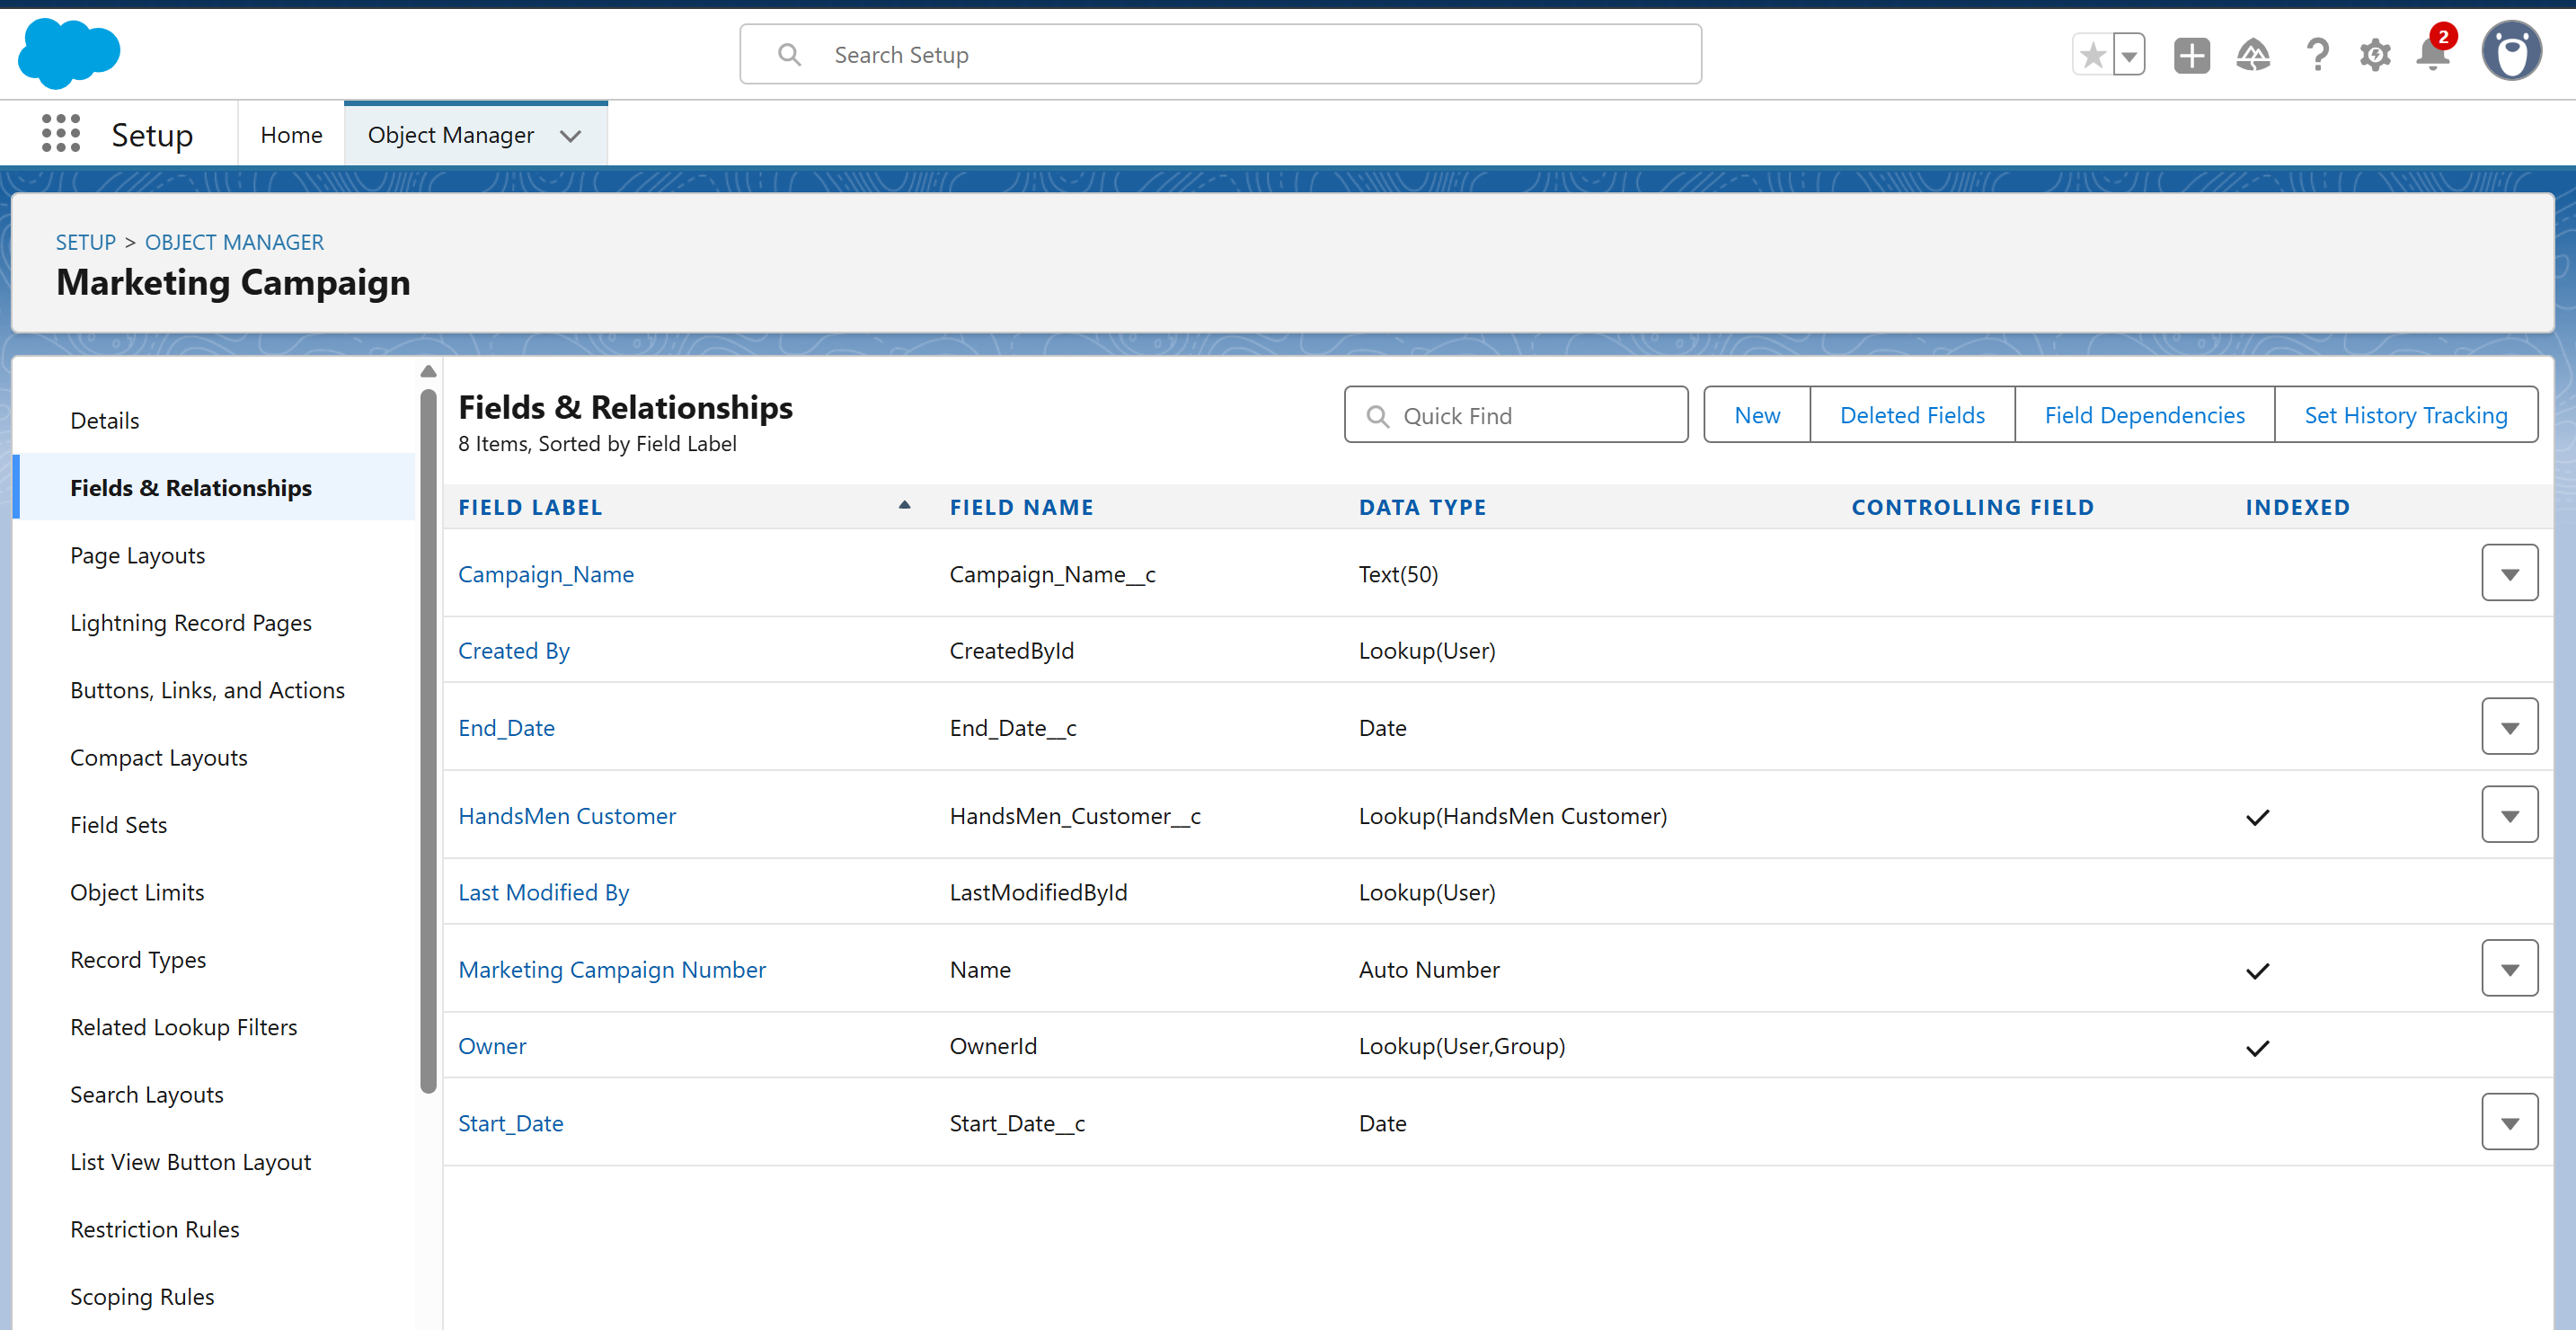 Search Setup
2
Setup
Home
Object Manager
SETUP > OBJECT MANAGER
Marketing Campaign
Details
Fields & Relationships
Page Layouts
Lightning Record Pages
Buttons, Links, and Actions
Compact Layouts
Field Sets
Object Limits
Record Types
Related Lookup Filters
Search Layouts
List View Button Layout
Restriction Rules
Scoping Rules
Fields & Relationships
8 Items, Sorted by Field Label
Quick Find
New
Deleted Fields
Field Dependencies
Set History Tracking
FIELD LABEL FIELD NAME DATA TYPE CONTROLLING FIELD INDEXED
Campaign_Name Campaign_Name__c Text(50)
Created By CreatedById Lookup(User)
End_Date End_Date__c Date
HandsMen Customer HandsMen_Customer__c Lookup(HandsMen Customer)
Last Modified By LastModifiedById Lookup(User)
Marketing Campaign Number Name Auto Number
Owner OwnerId Lookup(User,Group)
Start_Date Start_Date__c Date